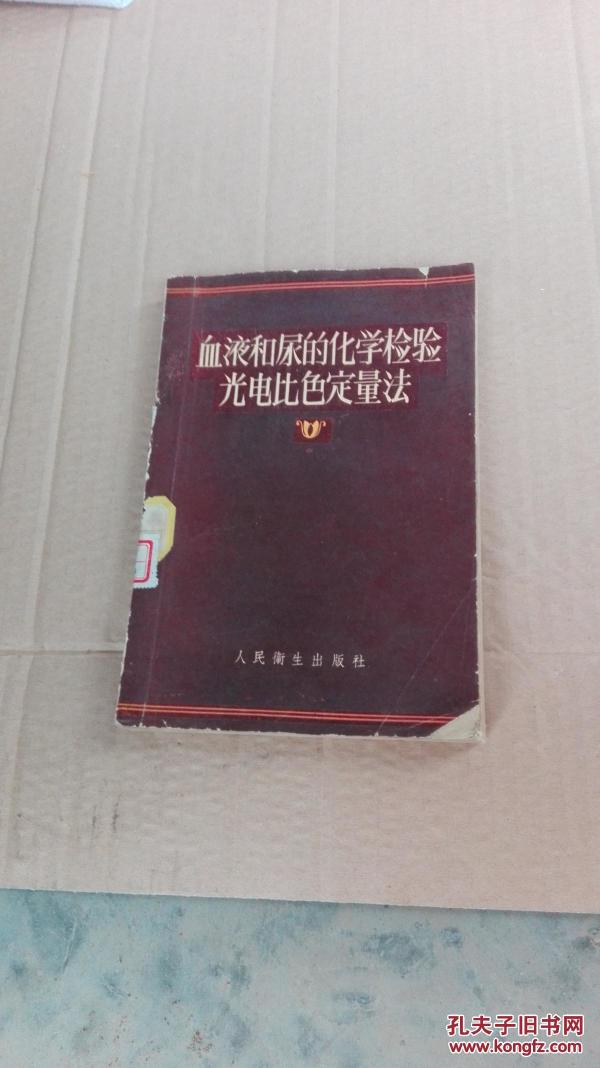 血液和尿的化学检验
光电比色定量法
人民衞生出版社
孔夫子旧书网
www.kongfz.com